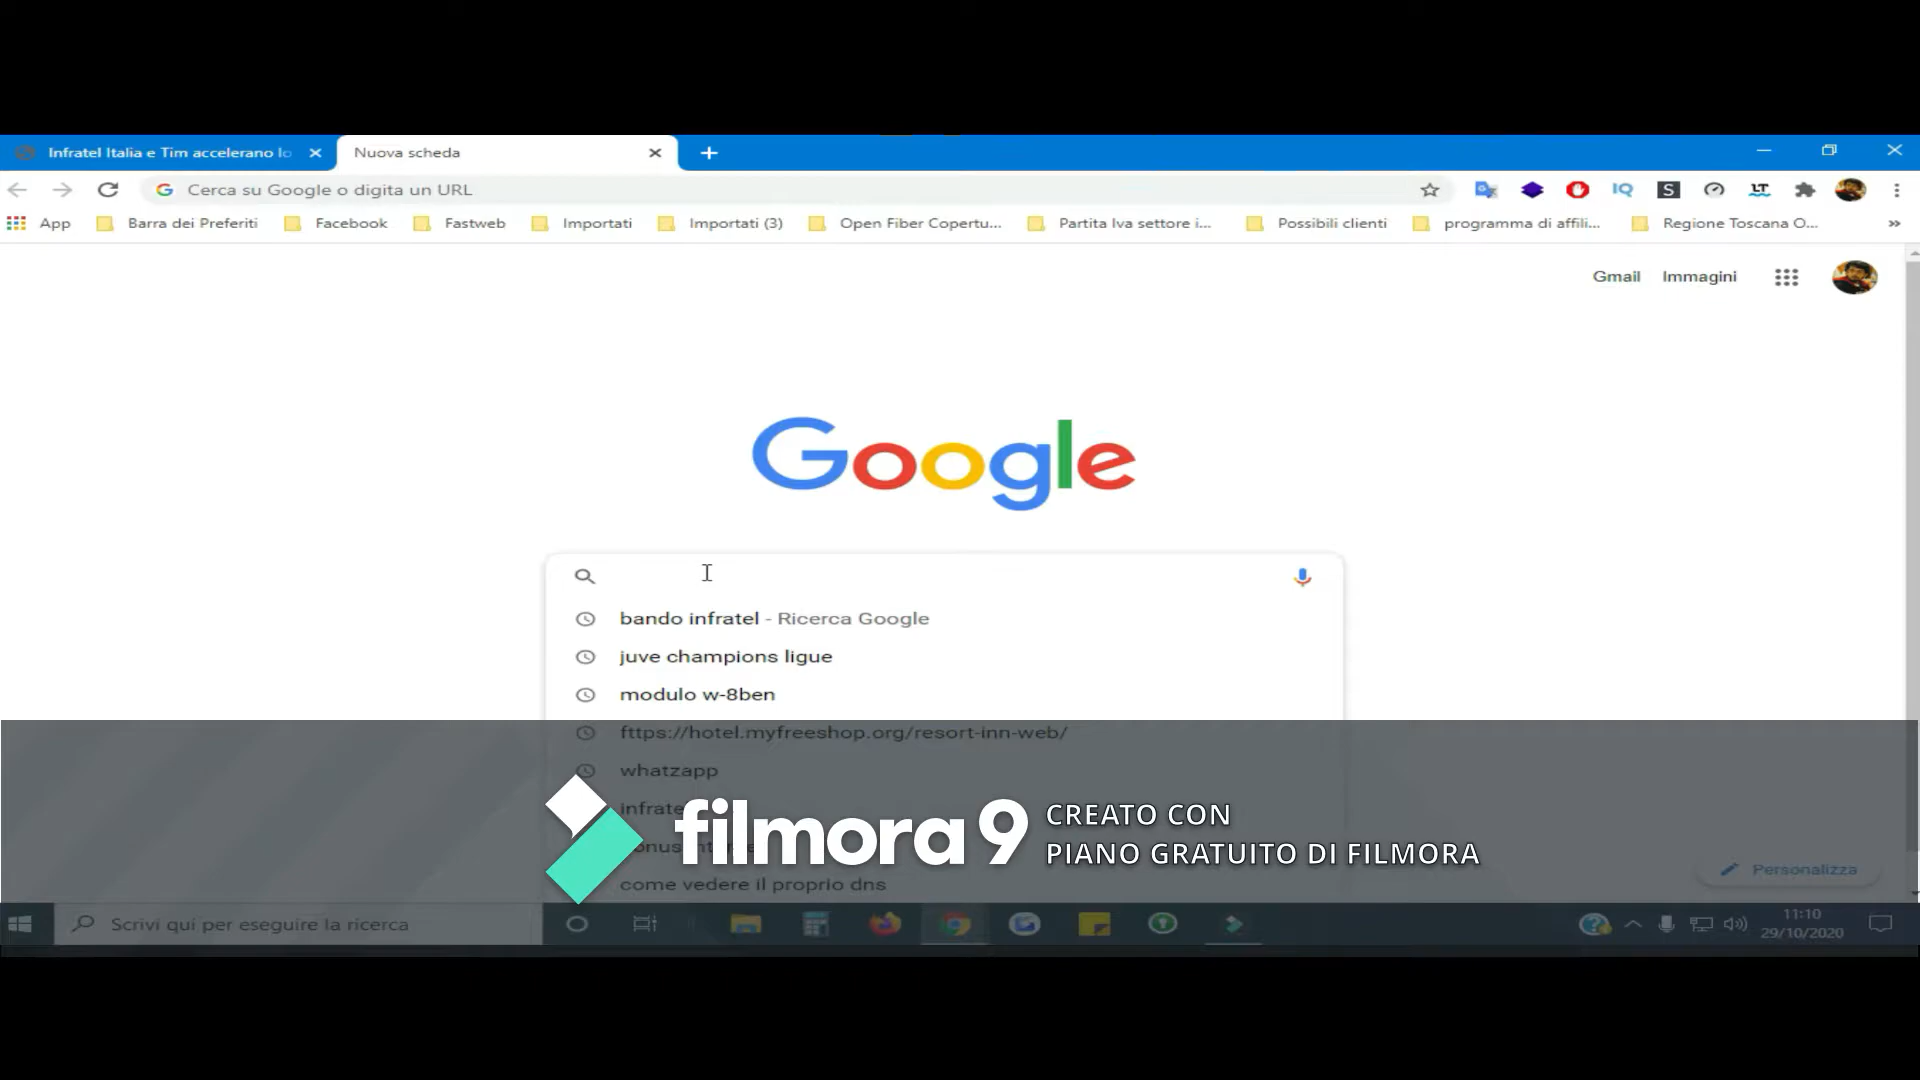 Infratel Italia e Tim accelerano lo
Nuova scheda
Cerca su Google o digita un URL
IQ
S
LT
App
Barra dei Preferiti
Facebook
Fastweb
Importati
Importati (3)
Open Fiber Copertu...
Partita Iva settore i...
Possibili clienti
programma di affili...
Regione Toscana O...
»
Gmail
Immagini
Google
bando infratel - Ricerca Google
juve champions ligue
modulo w-8ben
fttps://hotel.myfreeshop.org/resort-inn-web/
whatzapp
infrate
filmora 9
CREATO CON
PIANO GRATUITO DI FILMORA
come vedere il proprio dns
Personalizza
Scrivi qui per eseguire la ricerca
11:10
29/10/2020